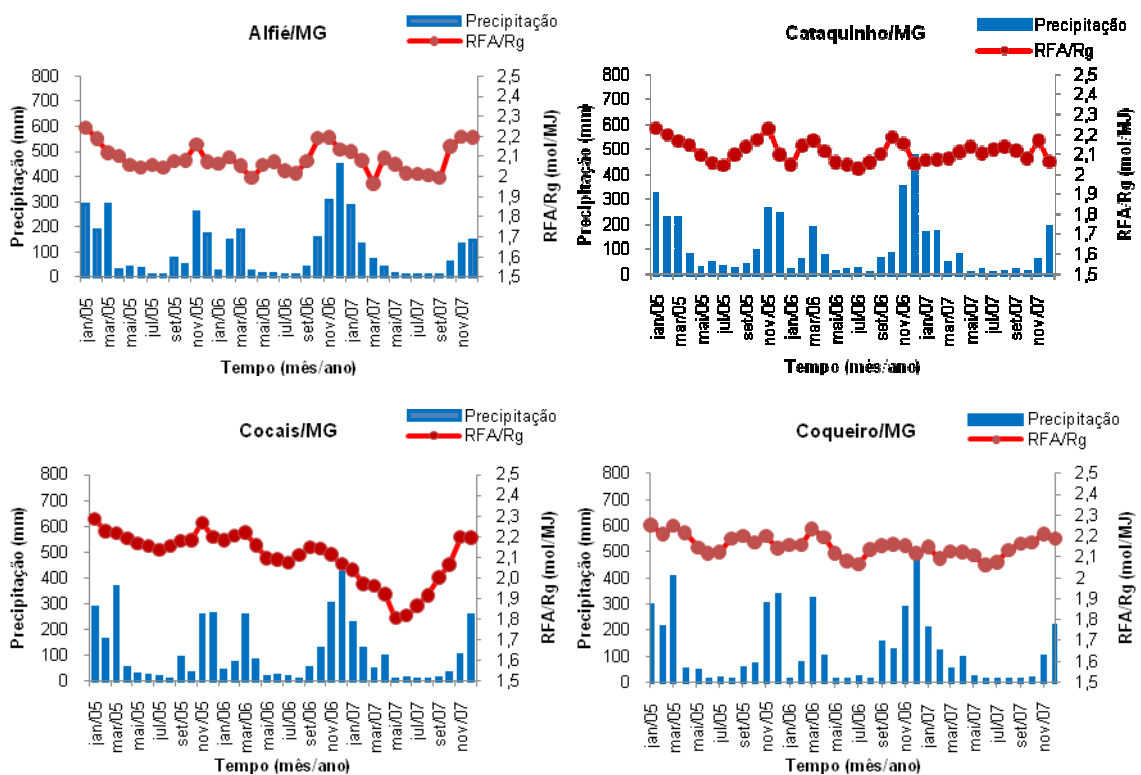 Alfié/MG
Precipitação
RFA/Rg
Precipitação (mm)
800
700
600
500
400
300
200
100
0
2,5
2,4
2,3
2,2
2,1
2
1,9
1,8
1,7
1,6
1,5
RFA/Rg (mol/MJ)
jan/05
mar/05
mai/05
jul/05
set/05
nov/05
jan/06
mar/06
mai/06
jul/06
set/06
nov/06
jan/07
mar/07
mai/07
jul/07
set/07
nov/07
Tempo (mês/ano)
Cataquinho/MG
Precipitação
RFA/Rg
Precipitação (mm)
800
700
600
500
400
300
200
100
0
2,5
2,4
2,3
2,2
2,1
2
1,9
1,8
1,7
1,6
1,5
RFA/Rg (mol/MJ)
jan/05
mar/05
mai/05
jul/05
set/05
nov/05
jan/06
mar/06
mai/06
jul/06
set/06
nov/06
jan/07
mar/07
mai/07
jul/07
set/07
nov/07
Tempo (mês/ano)
Cocais/MG
Precipitação
RFA/Rg
Precipitação (mm)
800
700
600
500
400
300
200
100
0
2,5
2,4
2,3
2,2
2,1
2
1,9
1,8
1,7
1,6
1,5
RFA/Rg (mol/MJ)
jan/05
mar/05
mai/05
jul/05
set/05
nov/05
jan/06
mar/06
mai/06
jul/06
set/06
nov/06
jan/07
mar/07
mai/07
jul/07
set/07
nov/07
Tempo (mês/ano)
Coqueiro/MG
Precipitação
RFA/Rg
Precipitação (mm)
800
700
600
500
400
300
200
100
0
2,5
2,4
2,3
2,2
2,1
2
1,9
1,8
1,7
1,6
1,5
RFA/Rg (mol/MJ)
jan/05
mar/05
mai/05
jul/05
set/05
nov/05
jan/06
mar/06
mai/06
jul/06
set/06
nov/06
jan/07
mar/07
mai/07
jul/07
set/07
nov/07
Tempo (mês/ano)